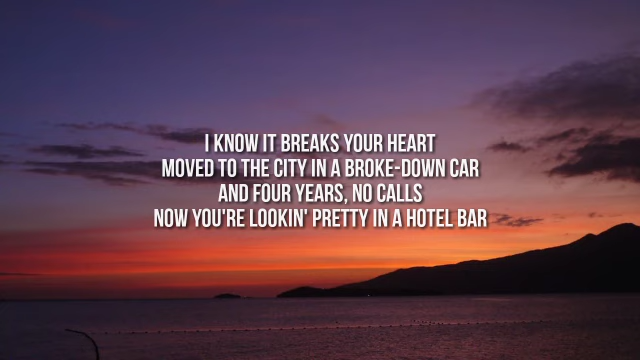 I KNOW IT BREAKS YOUR HEART
MOVED TO THE CITY IN A BROKE-DOWN CAR
AND FOUR YEARS, NO CALLS
NOW YOU'RE LOOKIN' PRETTY IN A HOTEL BAR